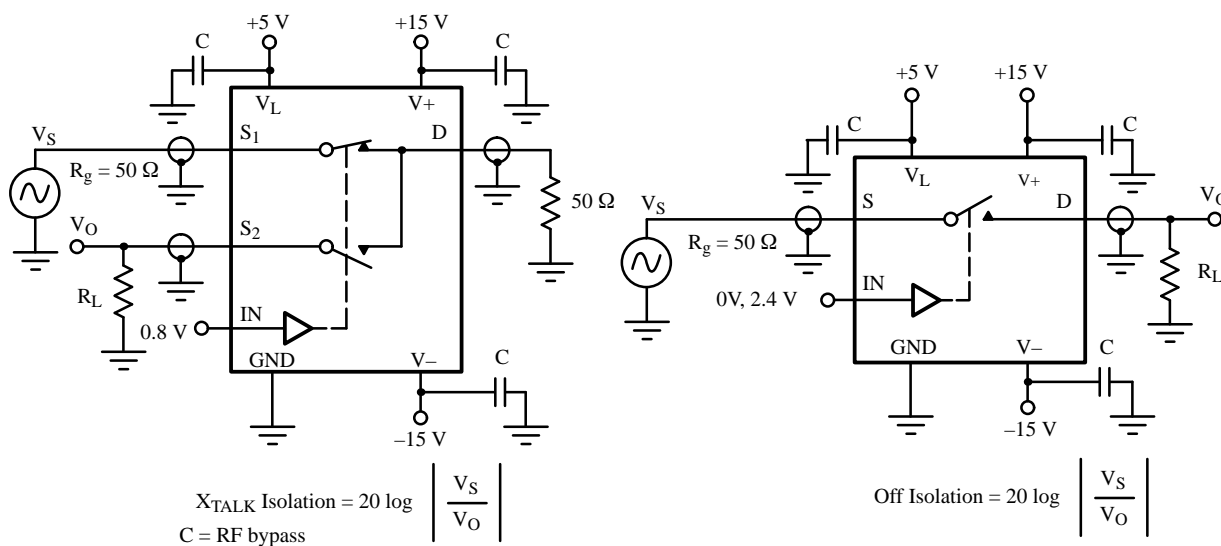 +5 V
+15 V
C
C
V_L
V+
V_S
S_1
D
R_g = 50 Ω
50 Ω
V_O
S_2
R_L
IN
0.8 V
GND
V–
C
–15 V
X_TALK Isolation = 20 log | V_S / V_O |
C = RF bypass
+5 V
+15 V
C
C
V_L
V+
V_S
S
D
V_O
R_g = 50 Ω
R_L
IN
0V, 2.4 V
GND
V–
C
–15 V
Off Isolation = 20 log | V_S / V_O |